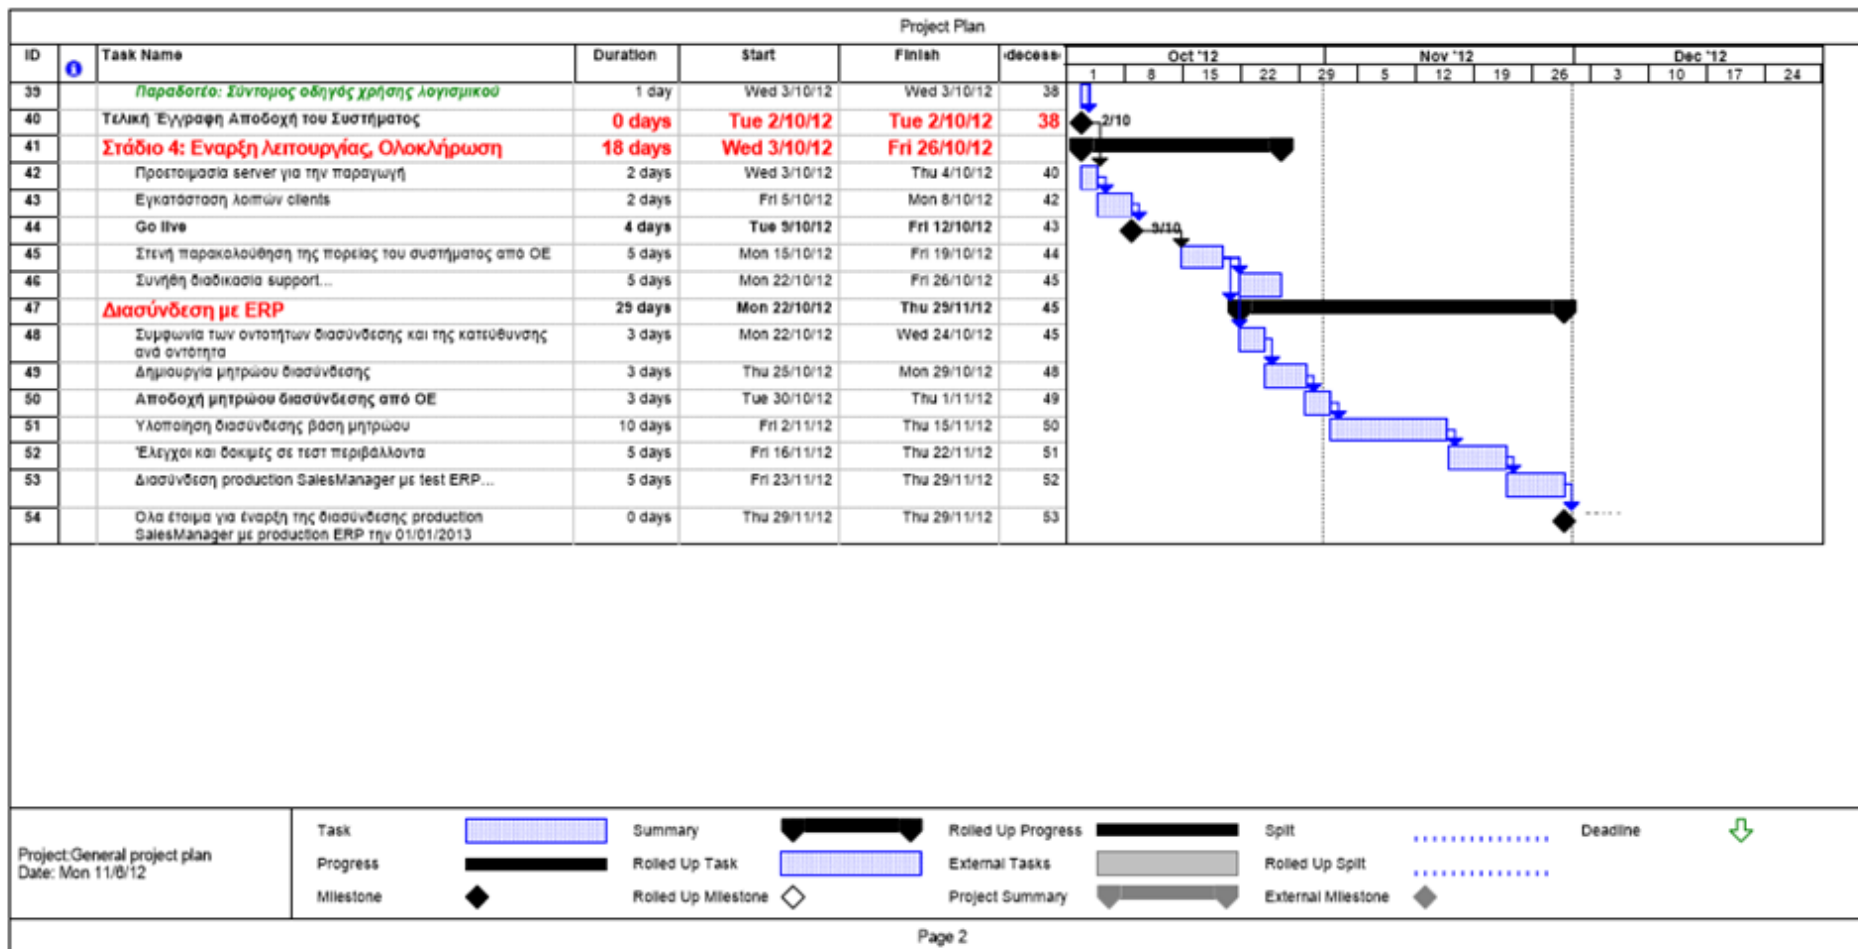 Project Plan
ID Task Name Duration Start Finish decess
Oct '12 Nov '12 Dec '12
1 8 15 22 29 5 12 19 26 3 10 17 24
39 Παραδοτέο: Σύντομος οδηγός χρήσης λογισμικού 1 day Wed 3/10/12 Wed 3/10/12 38
40 Τελική Έγγραφη Αποδοχή του Συστήματος 0 days Tue 2/10/12 Tue 2/10/12 38 2/10
41 Στάδιο 4: Εναρξη Λειτουργίας, Ολοκλήρωση 18 days Wed 3/10/12 Fri 26/10/12
42 Προετοιμασία server για την παραγωγή 2 days Wed 3/10/12 Thu 4/10/12 40
43 Εγκατάσταση λοιπών clients 2 days Fri 5/10/12 Mon 8/10/12 42
44 Go live 4 days Tue 9/10/12 Fri 12/10/12 43 9/10
45 Στενή παρακολούθηση της πορείας του συστήματος από ΟΕ 5 days Mon 15/10/12 Fri 19/10/12 44
46 Συνήθη διαδικασία support... 5 days Mon 22/10/12 Fri 26/10/12 45
47 Διασύνδεση με ERP 29 days Mon 22/10/12 Thu 29/11/12 45
48 Συμφωνία των οντοτήτων διασύνδεσης και της κατεύθυνσης 3 days Mon 22/10/12 Wed 24/10/12 45
ανά οντότητα
49 Δημιουργία μητρώου διασύνδεσης 3 days Thu 25/10/12 Mon 29/10/12 48
50 Αποδοχή μητρώου διασύνδεσης από ΟΕ 3 days Tue 30/10/12 Thu 1/11/12 49
51 Υλοποίηση διασύνδεσης βάση μητρώου 10 days Fri 2/11/12 Thu 15/11/12 50
52 Έλεγχοι και δοκιμές σε τεστ περιβάλλοντα 5 days Fri 16/11/12 Thu 22/11/12 51
53 Διασύνδεση production SalesManager με test ERP... 5 days Fri 23/11/12 Thu 29/11/12 52
54 Ολα έτοιμα για έναρξη της διασύνδεσης production 0 days Thu 29/11/12 Thu 29/11/12 53
SalesManager με production ERP την 01/01/2013
Project:General project plan
Date: Mon 11/6/12
Task Summary Rolled Up Progress Split Deadline
Progress Rolled Up Task External Tasks Rolled Up Split
Milestone Rolled Up Milestone Project Summary External Milestone
Page 2